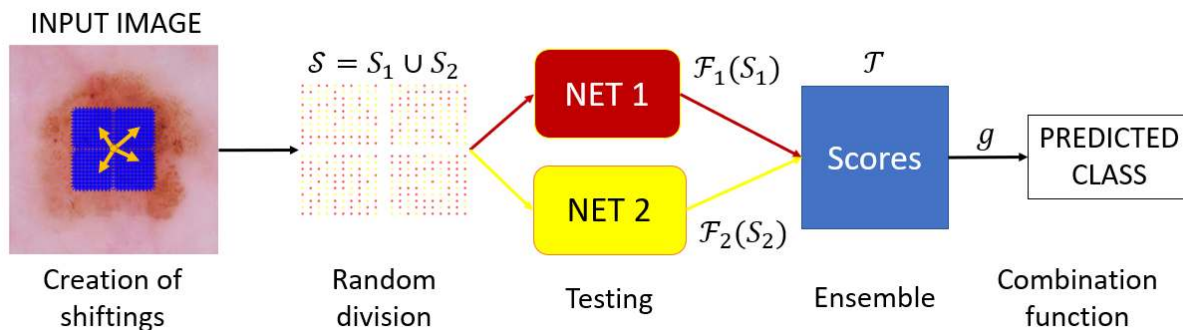 INPUT IMAGE
𝒮 = S₁ ∪ S₂
NET 1
NET 2
ℱ₁(S₁)
ℱ₂(S₂)
𝒯
Scores
g
PREDICTED
CLASS
Creation of
shiftings
Random
division
Testing
Ensemble
Combination
function